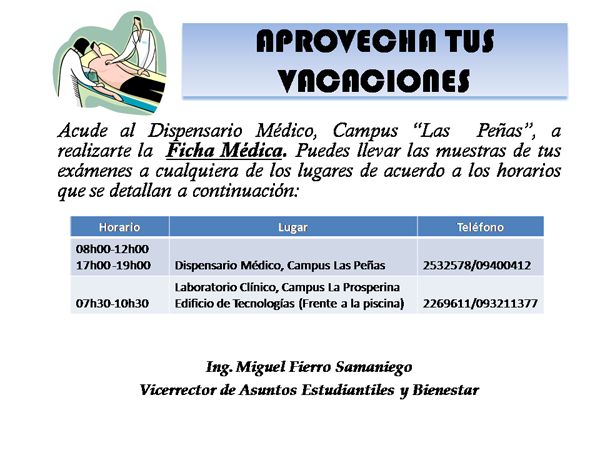 APROVECHA TUS
VACACIONES
Acude al Dispensario Médico, Campus “Las Peñas”, a
realizarte la Ficha Médica. Puedes llevar las muestras de tus
exámenes a cualquiera de los lugares de acuerdo a los horarios
que se detallan a continuación:
Horario Lugar Teléfono
08h00-12h00
17h00 -19h00 Dispensario Médico, Campus Las Peñas 2532578/09400412
Laboratorio Clínico, Campus La Prosperina
07h30-10h30 Edificio de Tecnologías (Frente a la piscina) 2269611/093211377
Ing. Miguel Fierro Samaniego
Vicerrector de Asuntos Estudiantiles y Bienestar